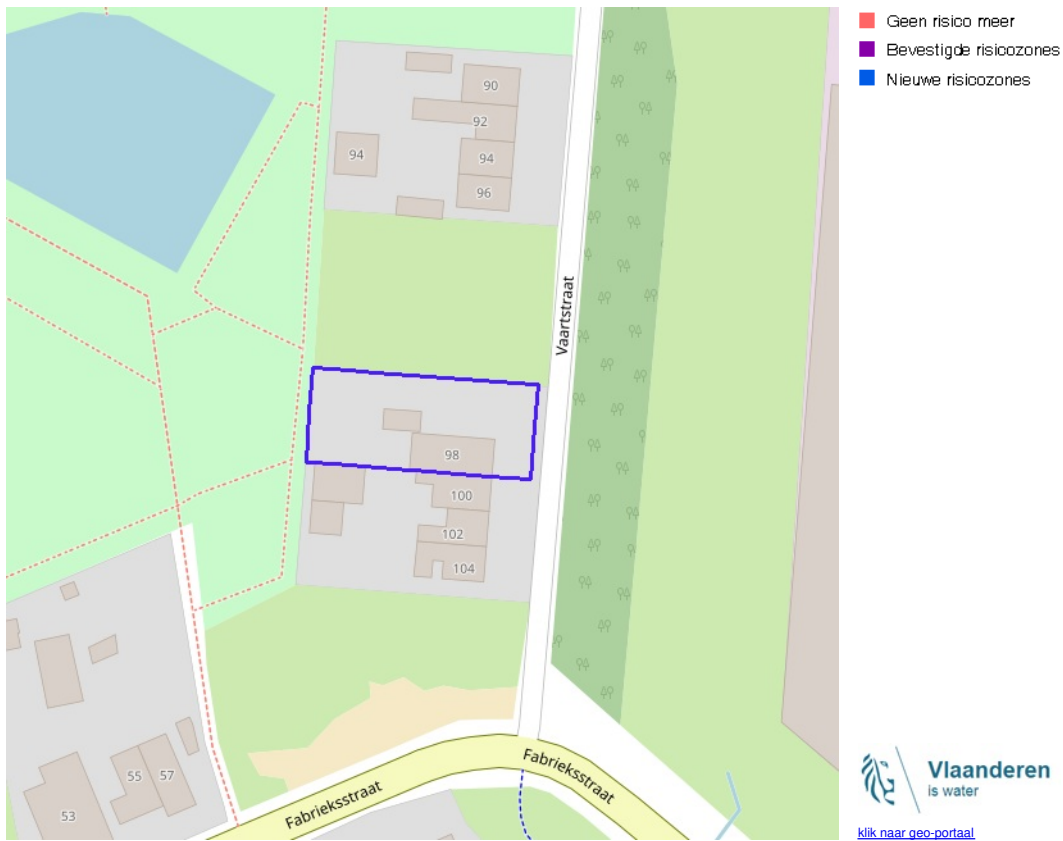 Geen risico meer
Bevestigde risicozones
Nieuwe risicozones
90
92
94
94
96
Vaartstraat
98
100
102
104
Fabrieksstraat
Fabrieksstraat
55
57
53
Vlaanderen
is water
klik naar geo-portaal